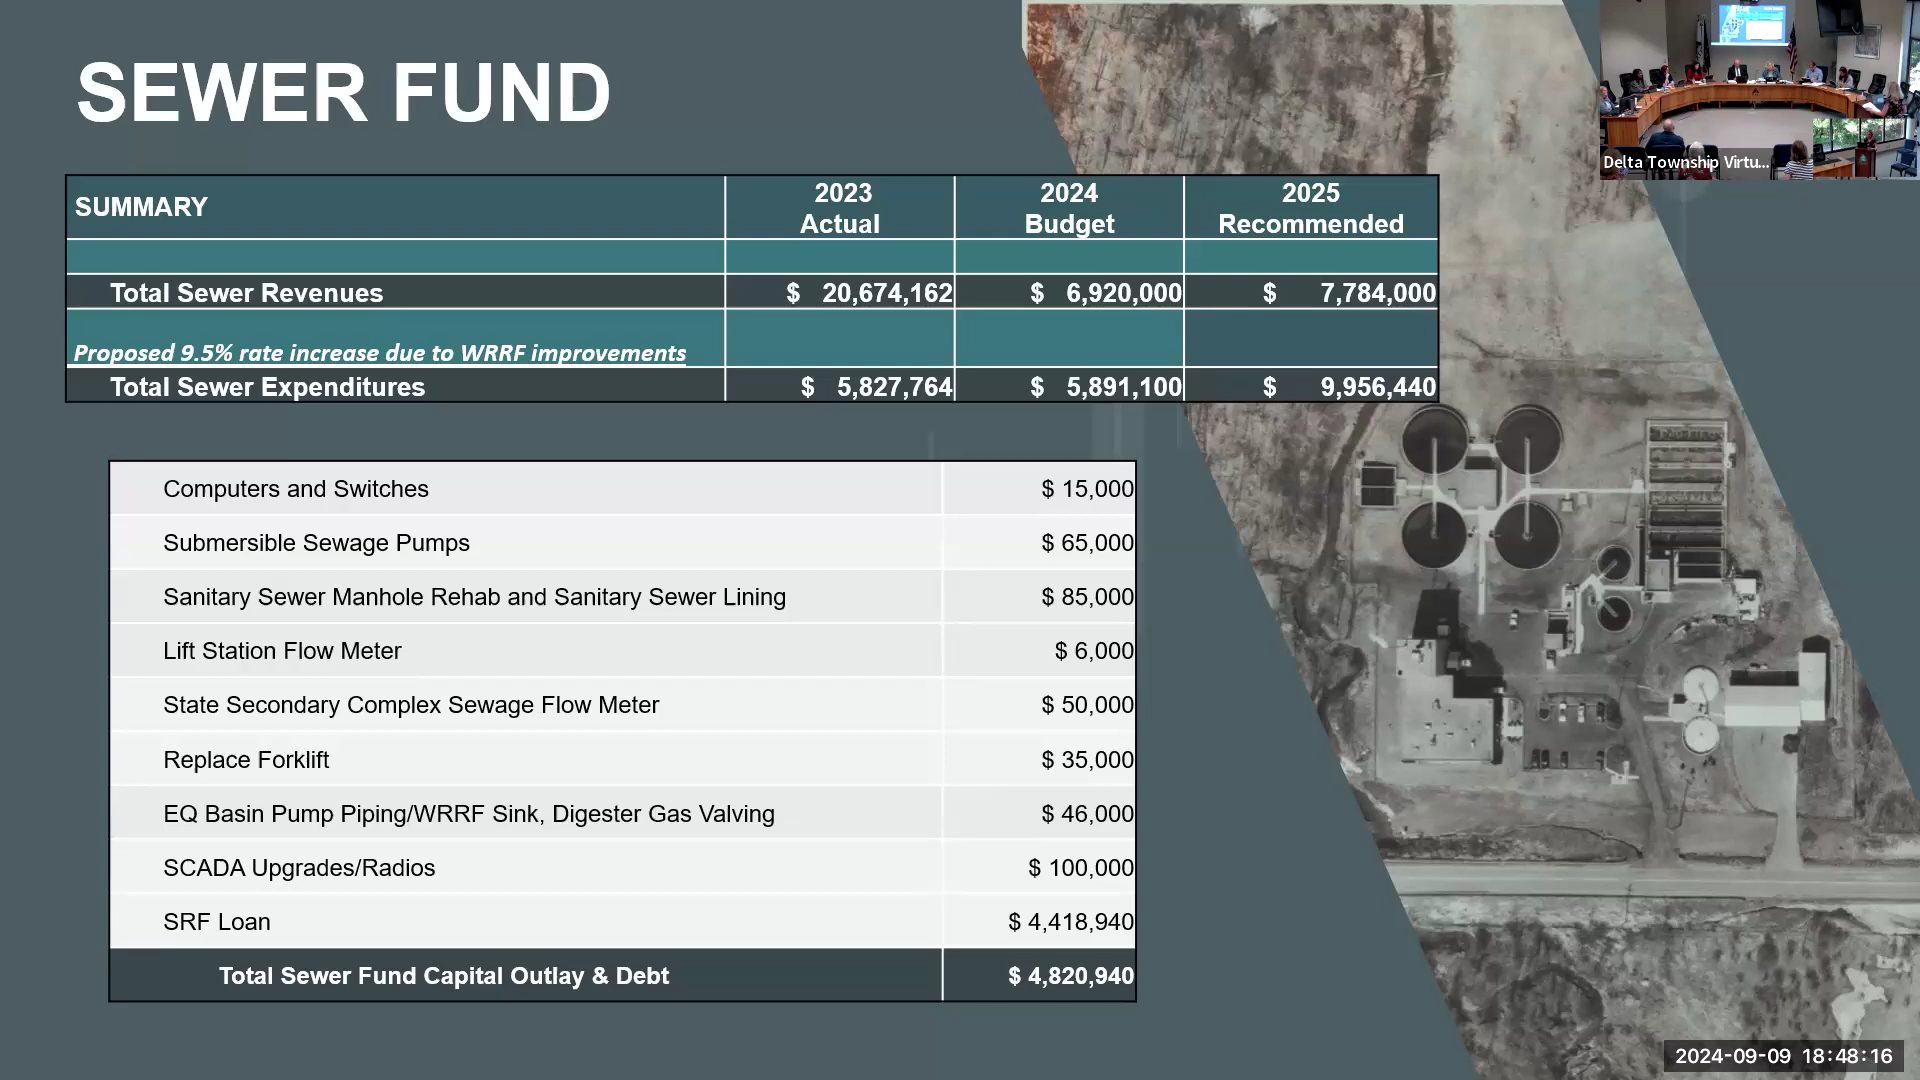 SEWER FUND
Delta Township Virtu...
SUMMARY
2023 Actual
2024 Budget
2025 Recommended
Total Sewer Revenues $ 20,674,162 $ 6,920,000 $ 7,784,000
Proposed 9.5% rate increase due to WRRF improvements
Total Sewer Expenditures $ 5,827,764 $ 5,891,100 $ 9,956,440
Computers and Switches $ 15,000
Submersible Sewage Pumps $ 65,000
Sanitary Sewer Manhole Rehab and Sanitary Sewer Lining $ 85,000
Lift Station Flow Meter $ 6,000
State Secondary Complex Sewage Flow Meter $ 50,000
Replace Forklift $ 35,000
EQ Basin Pump Piping/WRRF Sink, Digester Gas Valving $ 46,000
SCADA Upgrades/Radios $ 100,000
SRF Loan $ 4,418,940
Total Sewer Fund Capital Outlay & Debt $ 4,820,940
2024-09-09 18:48:16